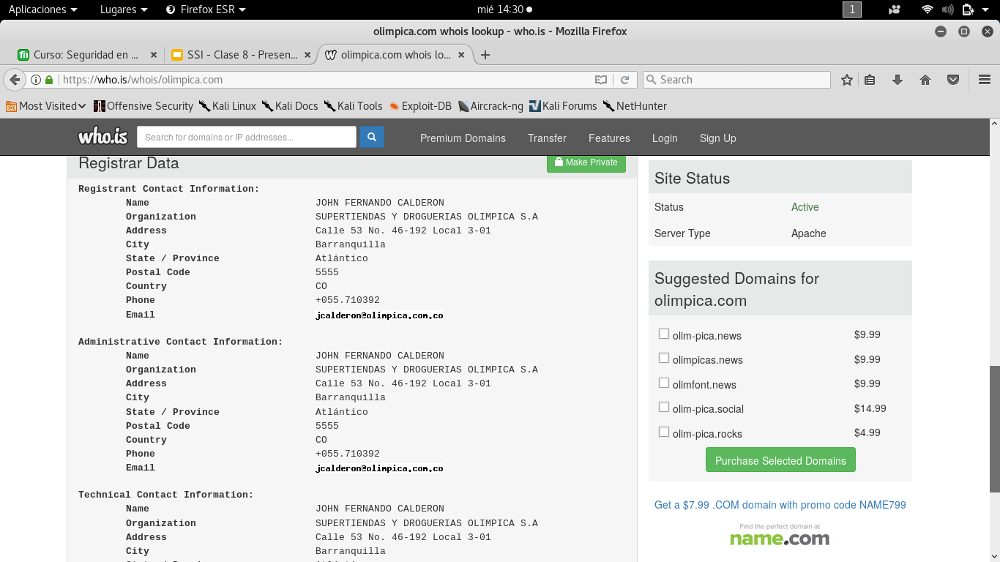 Aplicaciones Lugares Firefox ESR mié 14:30 1
olimpica.com whois lookup - who.is - Mozilla Firefox
Curso: Seguridad en ... × SSI - Clase 8 - Presen... × olimpica.com whois lo... ×
https://who.is/whois/olimpica.com Search
Most Visited Offensive Security Kali Linux Kali Docs Kali Tools Exploit-DB Aircrack-ng Kali Forums NetHunter
who.is Search for domains or IP addresses... Premium Domains Transfer Features Login Sign Up
Registrar Data Make Private
Registrant Contact Information:
Name JOHN FERNANDO CALDERON
Organization SUPERTIENDAS Y DROGUERIAS OLIMPICA S.A
Address Calle 53 No. 46-192 Local 3-01
City Barranquilla
State / Province Atlántico
Postal Code 5555
Country CO
Phone +055.710392
Email jcalderon@olimpica.com.co
Administrative Contact Information:
Name JOHN FERNANDO CALDERON
Organization SUPERTIENDAS Y DROGUERIAS OLIMPICA S.A
Address Calle 53 No. 46-192 Local 3-01
City Barranquilla
State / Province Atlántico
Postal Code 5555
Country CO
Phone +055.710392
Email jcalderon@olimpica.com.co
Technical Contact Information:
Name JOHN FERNANDO CALDERON
Organization SUPERTIENDAS Y DROGUERIAS OLIMPICA S.A
Address Calle 53 No. 46-192 Local 3-01
City Barranquilla
Site Status
Status Active
Server Type Apache
Suggested Domains for
olimpica.com
olim-pica.news $9.99
olimpicas.news $9.99
olimfont.news $9.99
olim-pica.social $14.99
olim-pica.rocks $4.99
Purchase Selected Domains
Get a $7.99 .COM domain with promo code NAME799
Find the perfect domain at
name.com